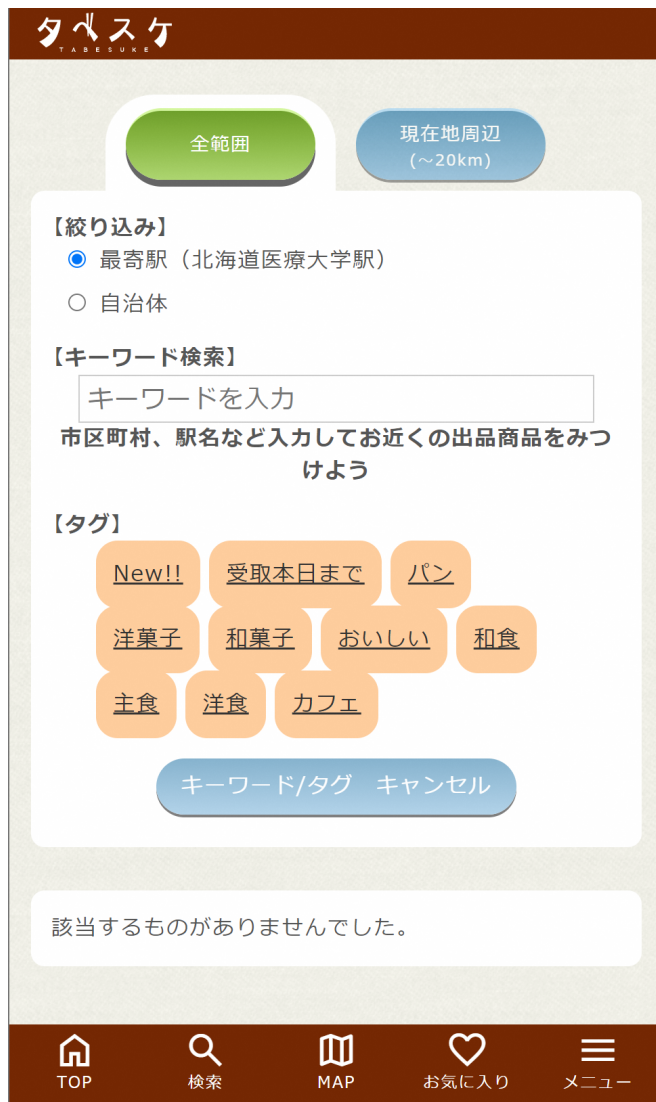 タベスケ
TABESUKE
全範囲
現在地周辺
(～20km)
【絞り込み】
最寄駅（北海道医療大学駅）
自治体
【キーワード検索】
キーワードを入力
市区町村、駅名など入力してお近くの出品商品をみつ
けよう
【タグ】
New!! 受取本日まで パン
洋菓子 和菓子 おいしい 和食
主食 洋食 カフェ
キーワード/タグ　キャンセル
該当するものがありませんでした。
TOP 検索 MAP お気に入り メニュー